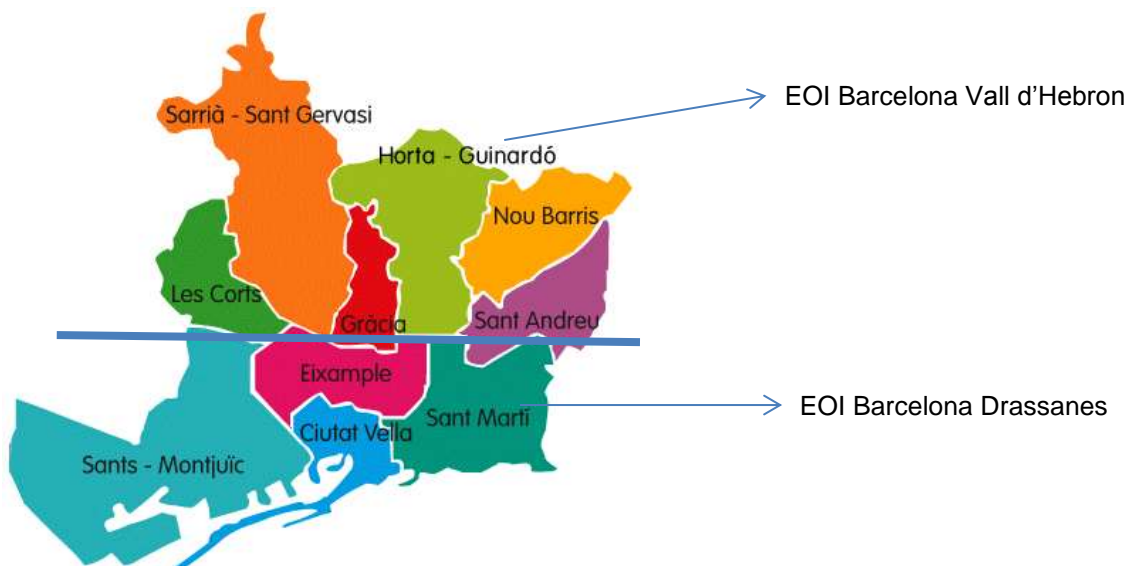 EOI Barcelona Vall d’Hebron
Sarrià - Sant Gervasi
Horta - Guinardó
Nou Barris
Les Corts
Gràcia
Sant Andreu
Eixample
EOI Barcelona Drassanes
Sant Martí
Ciutat Vella
Sants - Montjuïc